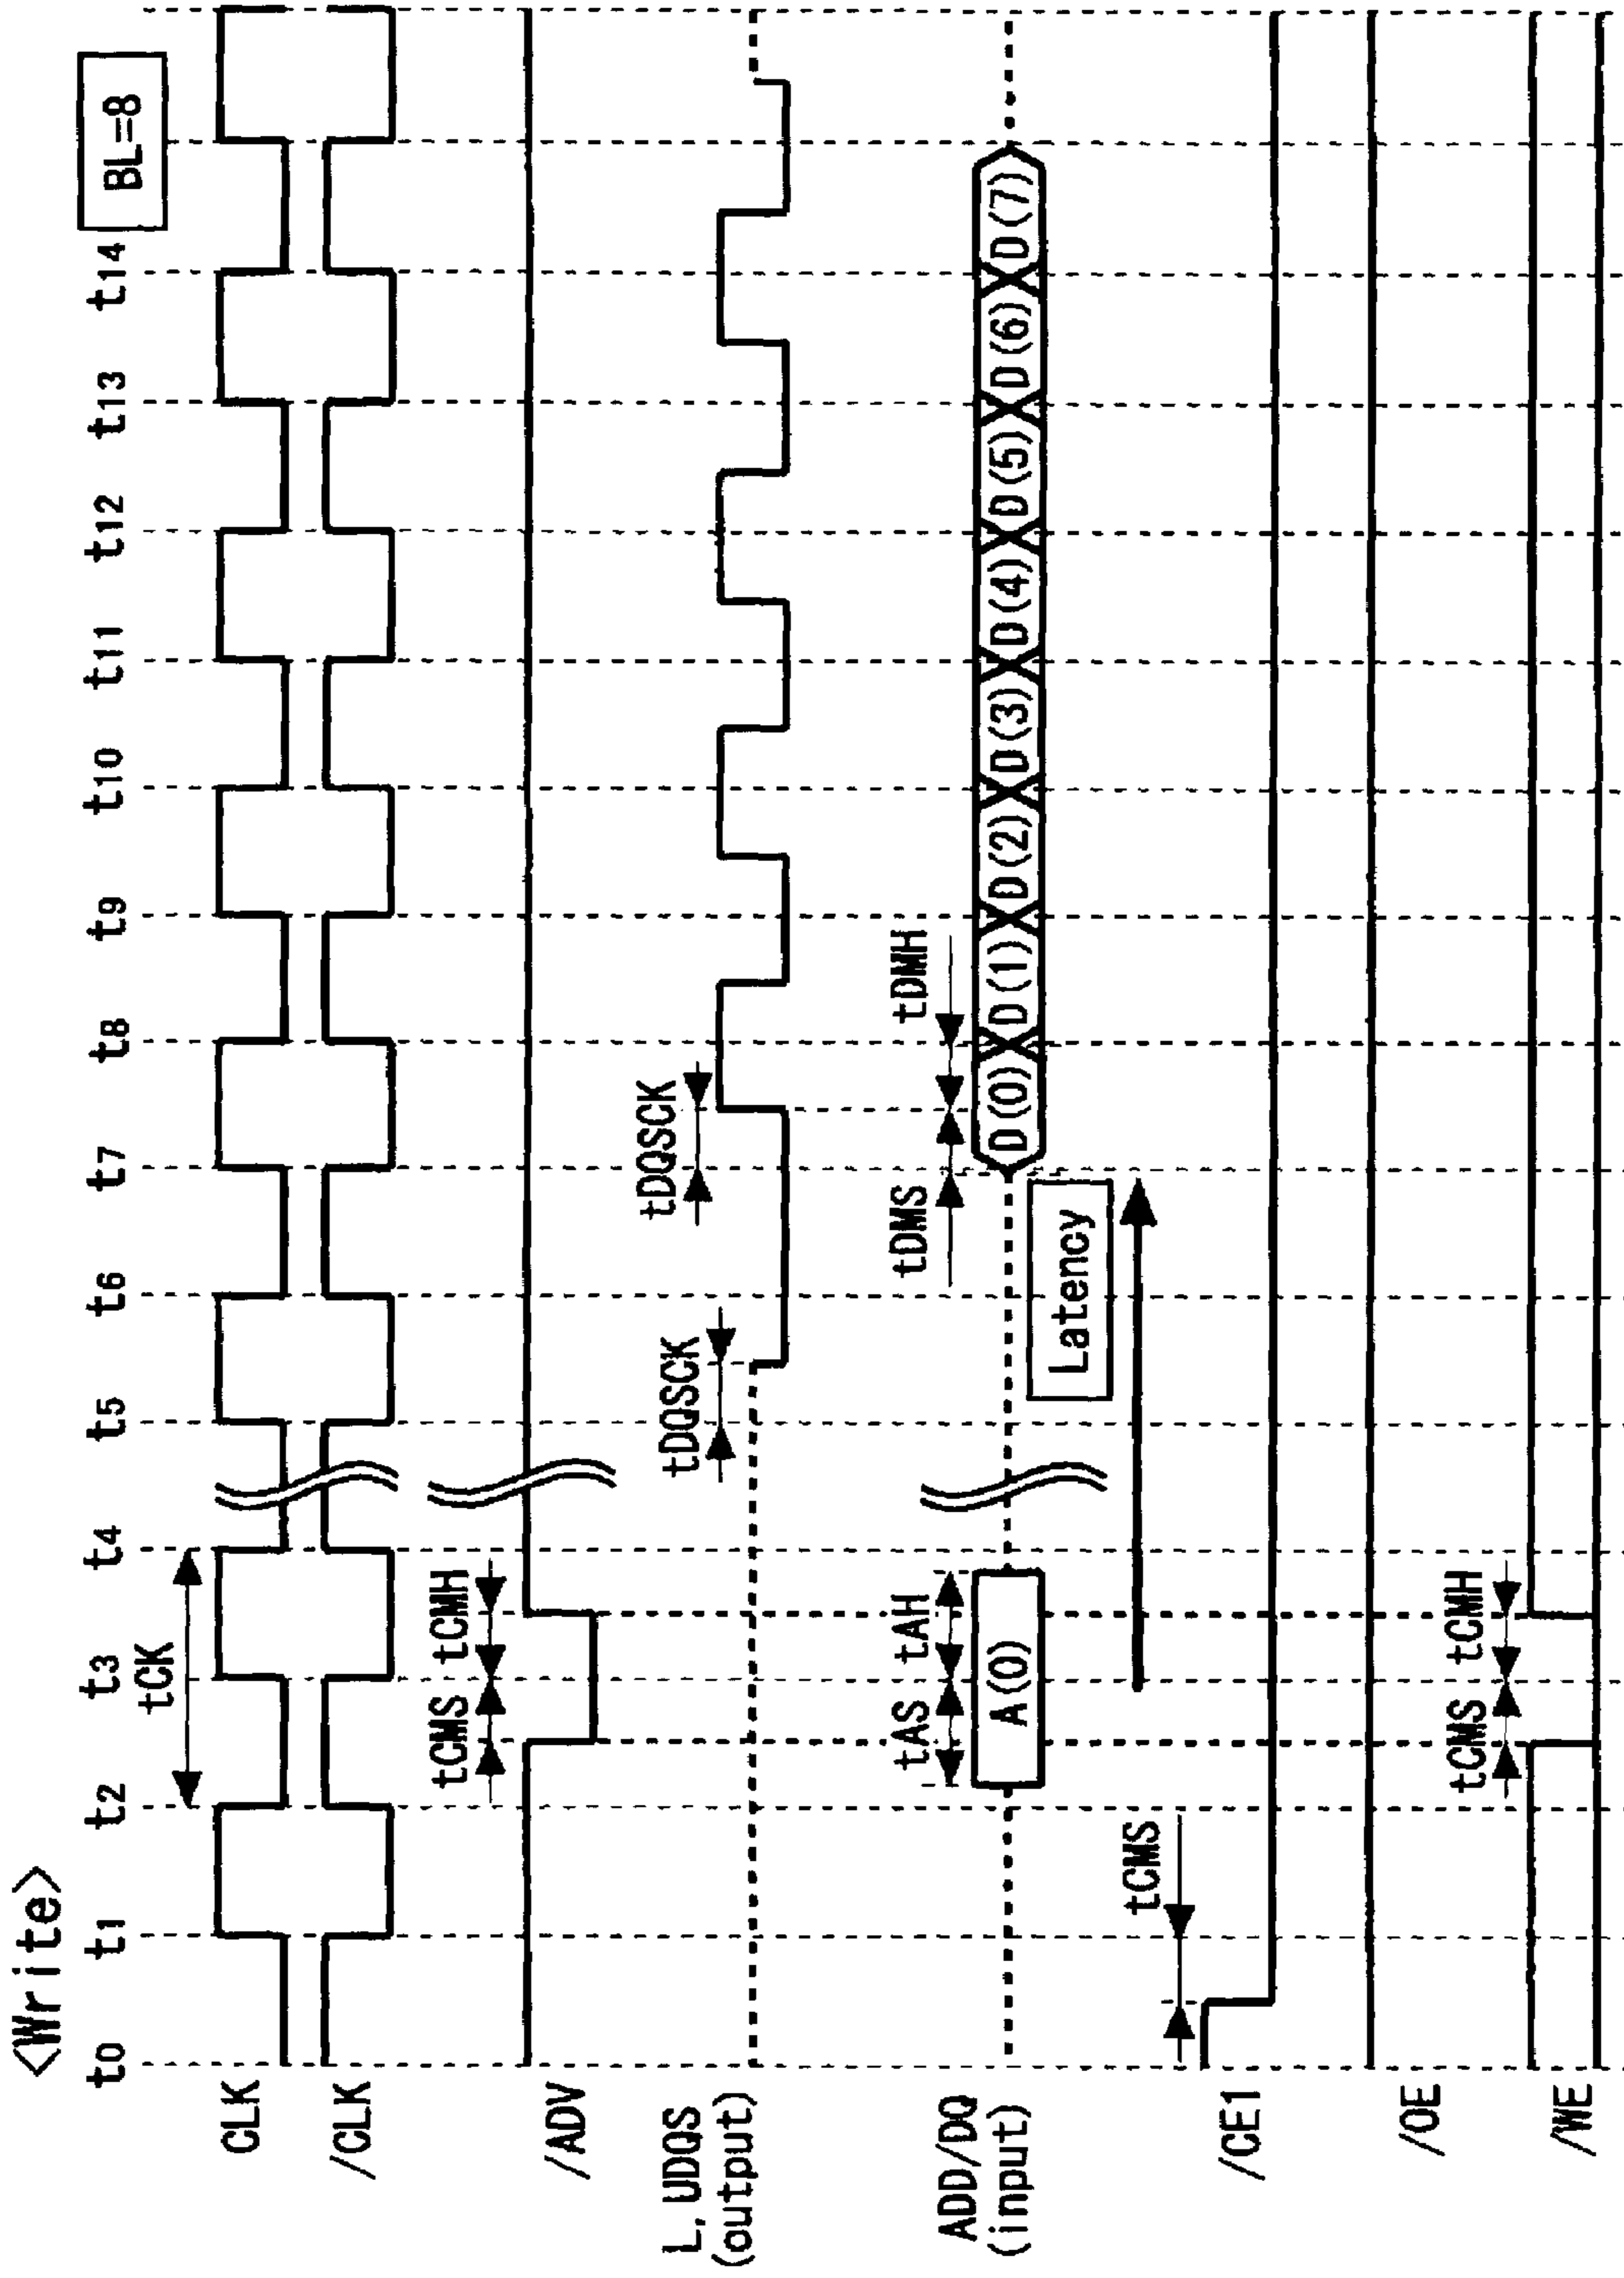 <Write>
BL=8
t0 t1 t2 t3 t4 t5 t6 t7 t8 t9 t10 t11 t12 t13 t14
tCK
CLK
/CLK
tCMS tCMH
/ADV
tDQSCK tDQSCK
L, UDQS
(output)
tAS tAH tDMS tDMH
ADD/DQ
(input)
A(0) D(0) D(1) D(2) D(3) D(4) D(5) D(6) D(7)
Latency
tCMS
/CE1
/OE
tCMS tCMH
/WE